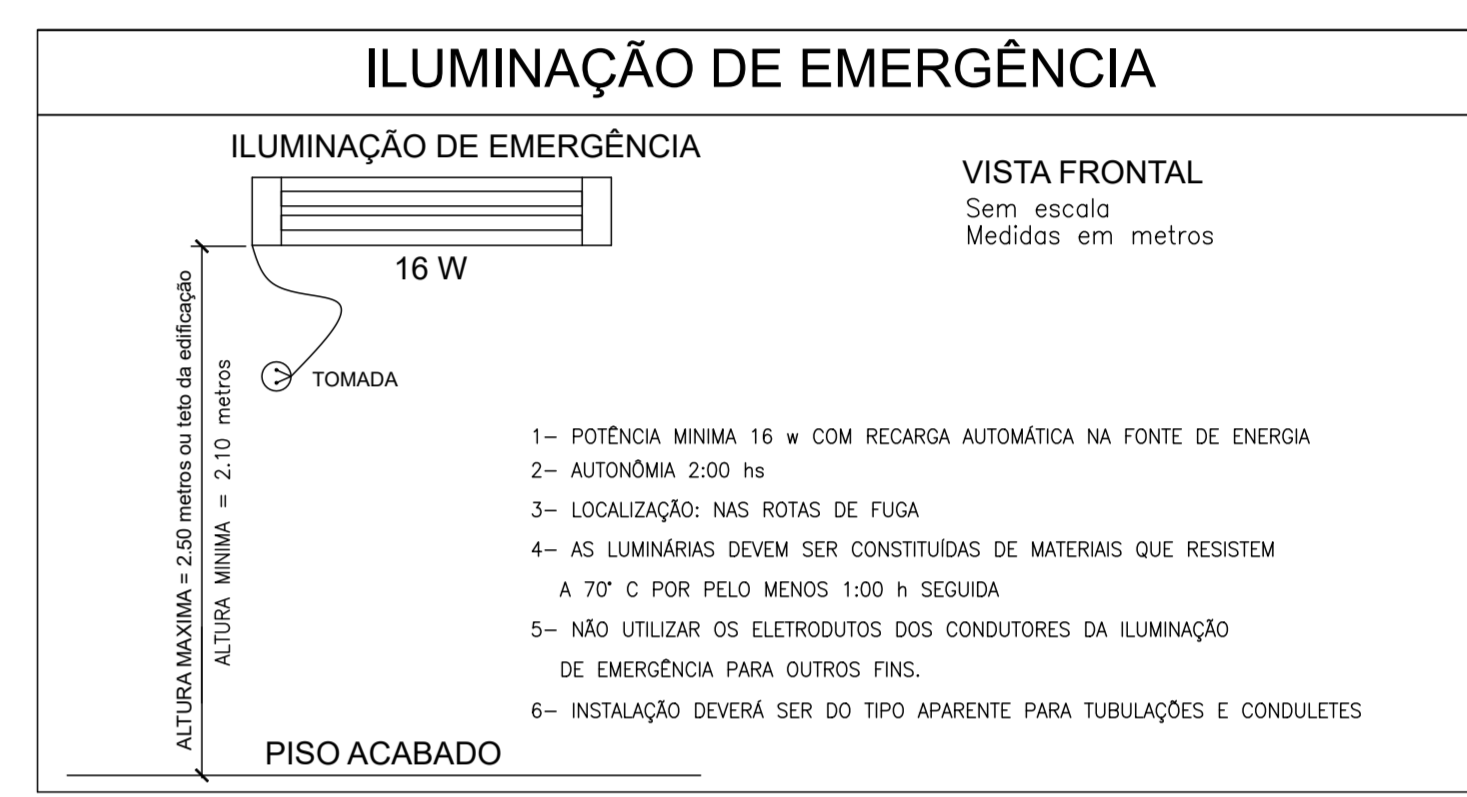 ILUMINAÇÃO DE EMERGÊNCIA
ILUMINAÇÃO DE EMERGÊNCIA
16 W
TOMADA
ALTURA MAXIMA = 2.50 metros ou teto da edificação
ALTURA MINIMA = 2.10 metros
PISO ACABADO
VISTA FRONTAL
Sem escala
Medidas em metros
1– POTÊNCIA MINIMA 16 w COM RECARGA AUTOMÁTICA NA FONTE DE ENERGIA
2– AUTONÔMIA 2:00 hs
3– LOCALIZAÇÃO: NAS ROTAS DE FUGA
4– AS LUMINÁRIAS DEVEM SER CONSTITUÍDAS DE MATERIAIS QUE RESISTEM
A 70° C POR PELO MENOS 1:00 h SEGUIDA
5– NÃO UTILIZAR OS ELETRODUTOS DOS CONDUTORES DA ILUMINAÇÃO
DE EMERGÊNCIA PARA OUTROS FINS.
6– INSTALAÇÃO DEVERÁ SER DO TIPO APARENTE PARA TUBULAÇÕES E CONDULETES